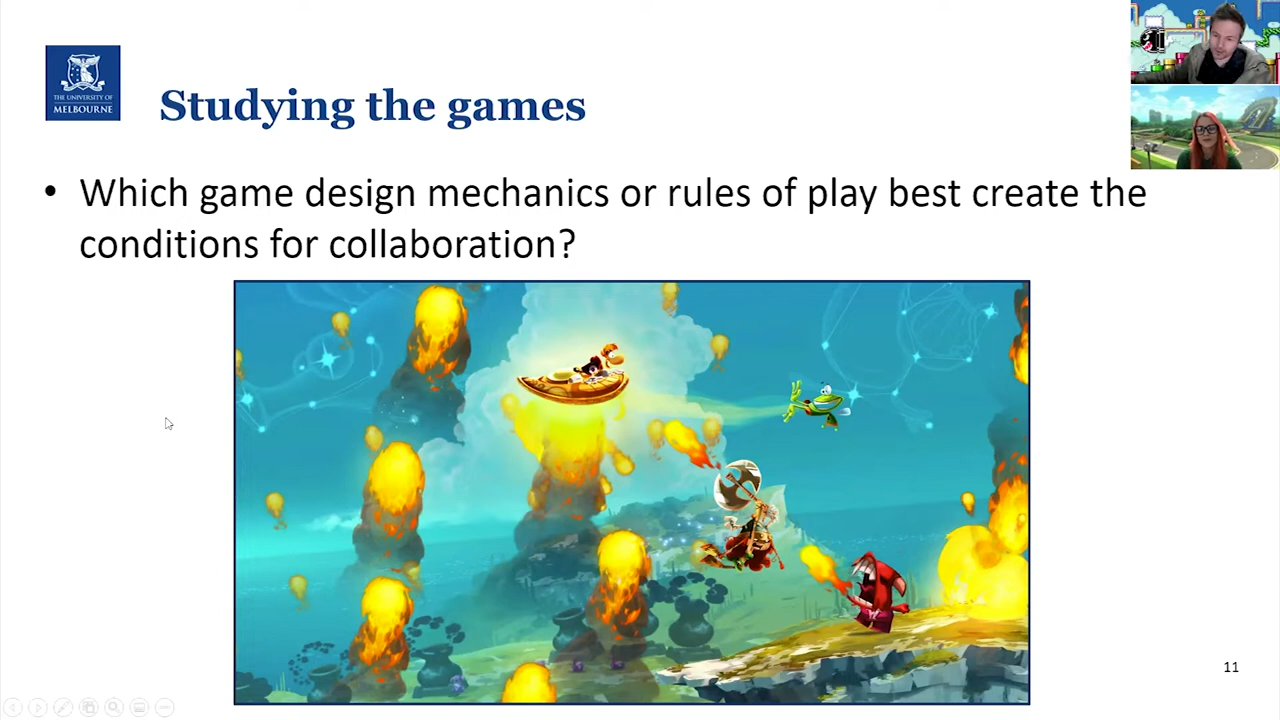 THE UNIVERSITY OF
MELBOURNE
Studying the games
• Which game design mechanics or rules of play best create the
conditions for collaboration?
11